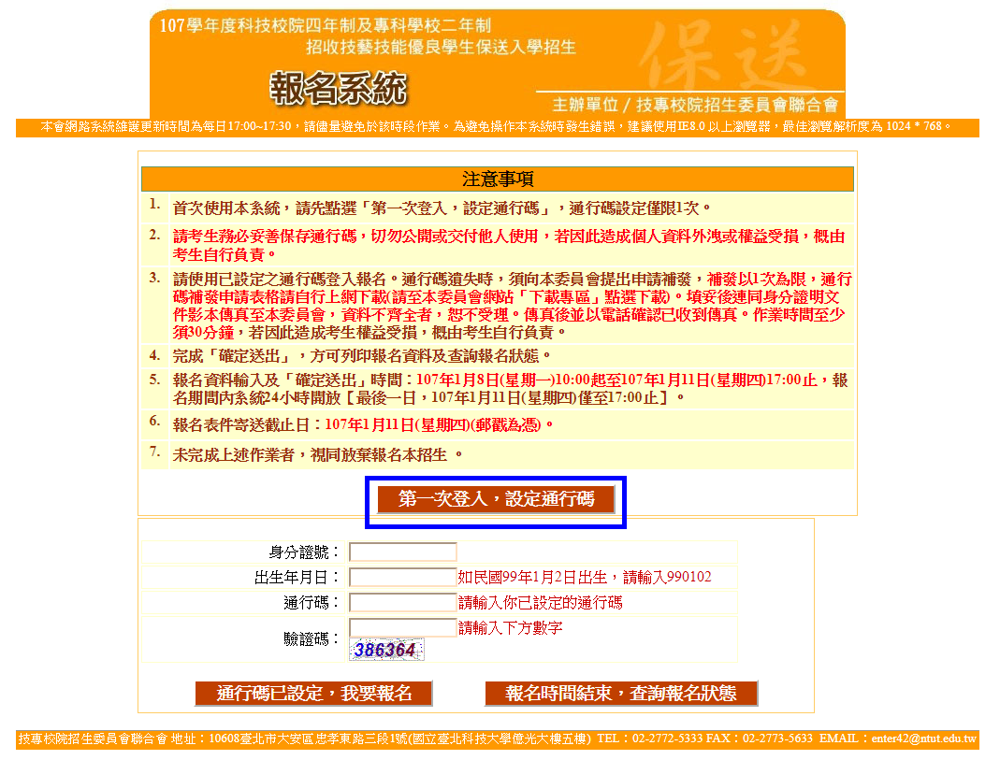 107學年度科技校院四年制及專科學校二年制
招收技藝技能優良學生保送入學招生
保送
報名系統
主辦單位 / 技專校院招生委員會聯合會
本會網路系統維護更新時間為每日17:00~17:30，請儘量避免於該時段作業。為避免操作本系統時發生錯誤，建議使用IE8.0 以上瀏覽器，最佳瀏覽解析度為 1024 * 768。
注意事項
1. 首次使用本系統，請先點選「第一次登入，設定通行碼」，通行碼設定僅限1次。
2. 請考生務必妥善保存通行碼，切勿公開或交付他人使用，若因此造成個人資料外洩或權益受損，概由
考生自行負責。
3. 請使用已設定之通行碼登入報名。通行碼遺失時，須向本委員會提出申請補發，補發以1次為限，通行
碼補發申請表格請自行上網下載(請至本委員會網站「下載專區」點選下載)。填妥後連同身分證明文
件影本傳真至本委員會，資料不齊全者，恕不受理。傳真後並以電話確認已收到傳真。作業時間至少
須30分鐘，若因此造成考生權益受損，概由考生自行負責。
4. 完成「確定送出」，方可列印報名資料及查詢報名狀態。
5. 報名資料輸入及「確定送出」時間：107年1月8日(星期一)10:00起至107年1月11日(星期四)17:00止，報
名期間內系統24小時開放［最後一日，107年1月11日(星期四)僅至17:00止］。
6. 報名表件寄送截止日：107年1月11日(星期四)(郵戳為憑)。
7. 未完成上述作業者，視同放棄報名本招生 。
第一次登入，設定通行碼
身分證號：
出生年月日： 如民國99年1月2日出生，請輸入990102
通行碼： 請輸入你已設定的通行碼
請輸入下方數字
驗證碼：
386364
通行碼已設定，我要報名 報名時間結束，查詢報名狀態
技專校院招生委員會聯合會 地址：10608臺北市大安區忠孝東路三段1號(國立臺北科技大學億光大樓五樓) TEL：02-2772-5333 FAX：02-2773-5633 EMAIL：enter42@ntut.edu.tw